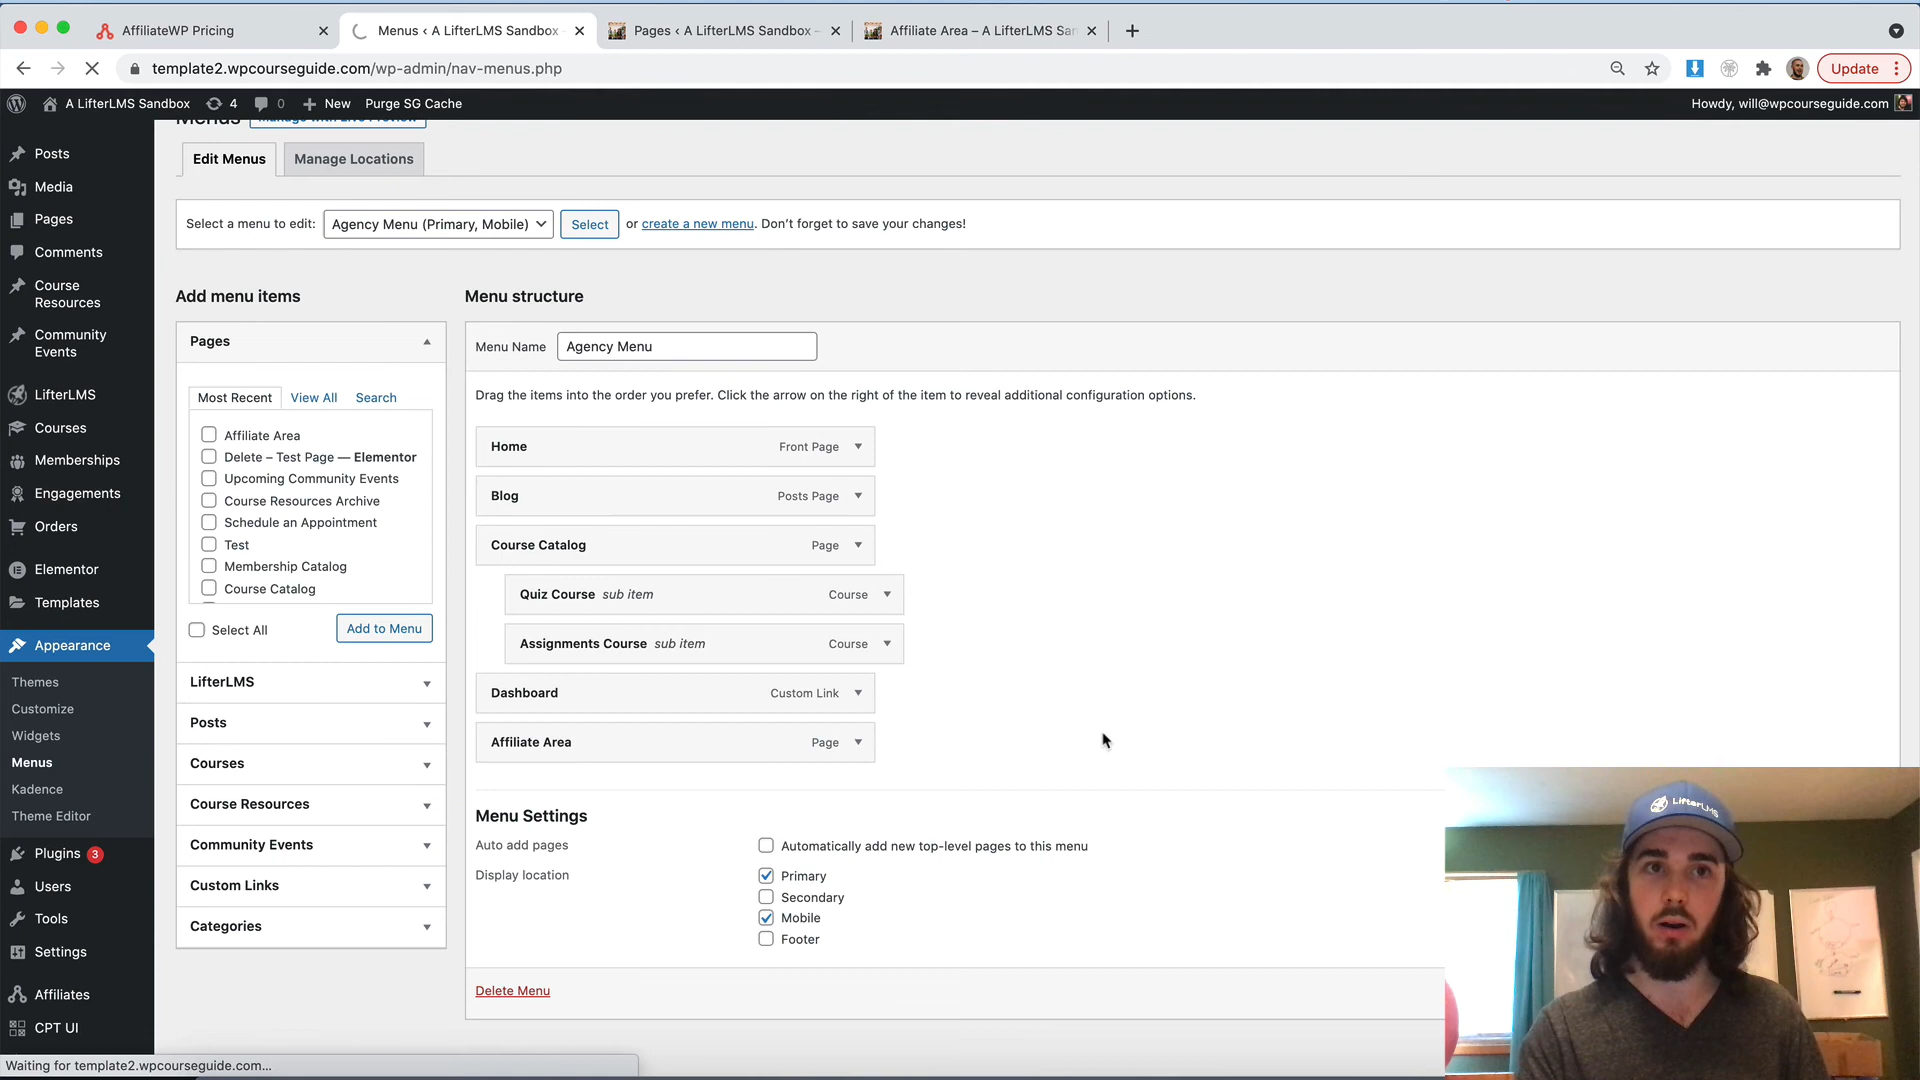 AffiliateWP Pricing
Menus ‹ A LifterLMS Sandbox
Pages ‹ A LifterLMS Sandbox –
Affiliate Area – A LifterLMS San
template2.wpcourseguide.com/wp-admin/nav-menus.php
Update
A LifterLMS Sandbox 4 0 New Purge SG Cache
Howdy, will@wpcourseguide.com
Posts
Media
Pages
Comments
Course
Resources
Community
Events
LifterLMS
Courses
Memberships
Engagements
Orders
Elementor
Templates
Appearance
Themes
Customize
Widgets
Menus
Kadence
Theme Editor
Plugins 3
Users
Tools
Settings
Affiliates
CPT UI
Menus Manage with Live Preview
Edit Menus Manage Locations
Select a menu to edit: Agency Menu (Primary, Mobile) Select or create a new menu. Don’t forget to save your changes!
Add menu items
Pages
Most Recent View All Search
Affiliate Area
Delete – Test Page — Elementor
Upcoming Community Events
Course Resources Archive
Schedule an Appointment
Test
Membership Catalog
Course Catalog
Select All Add to Menu
LifterLMS
Posts
Courses
Course Resources
Community Events
Custom Links
Categories
Menu structure
Menu Name Agency Menu
Drag the items into the order you prefer. Click the arrow on the right of the item to reveal additional configuration options.
Home Front Page
Blog Posts Page
Course Catalog Page
Quiz Course sub item Course
Assignments Course sub item Course
Dashboard Custom Link
Affiliate Area Page
Menu Settings
Auto add pages Automatically add new top-level pages to this menu
Display location Primary
Secondary
Mobile
Footer
Delete Menu
LifterLMS
Waiting for template2.wpcourseguide.com...